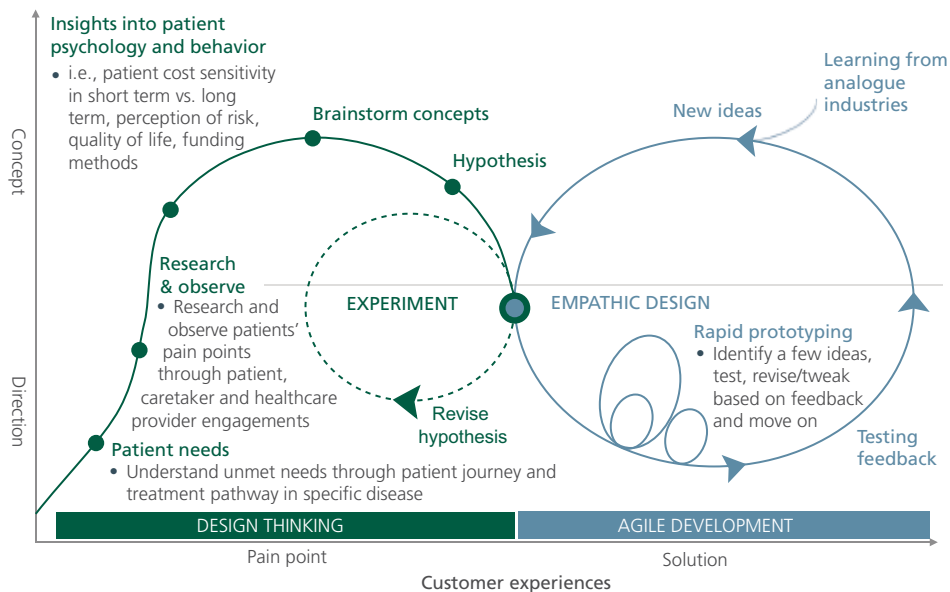 Insights into patient
psychology and behavior
• i.e., patient cost sensitivity
in short term vs. long
term, perception of risk,
quality of life, funding
methods
Brainstorm concepts
Hypothesis
New ideas
Learning from
analogue
industries
Concept
Research
& observe
• Research and
observe patients'
pain points
through patient,
caretaker and healthcare
provider engagements
EXPERIMENT
Revise
hypothesis
EMPATHIC DESIGN
Rapid prototyping
• Identify a few ideas,
test, revise/tweak
based on feedback
and move on
Testing
feedback
Direction
Patient needs
• Understand unmet needs through patient journey and
treatment pathway in specific disease
DESIGN THINKING
AGILE DEVELOPMENT
Pain point
Solution
Customer experiences